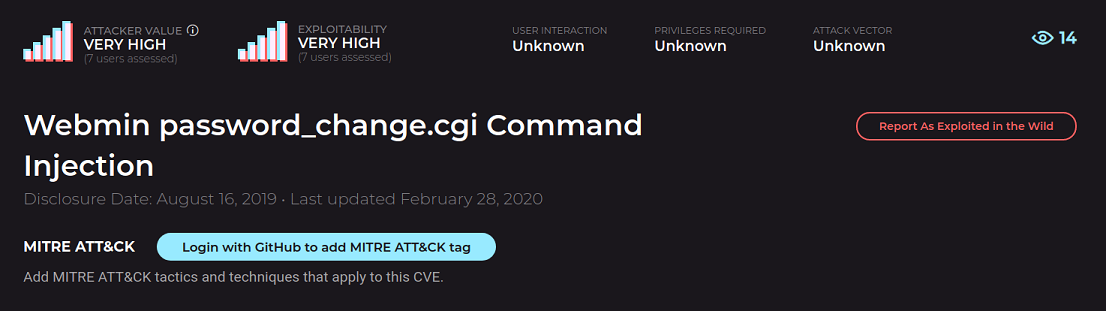 ATTACKER VALUE
VERY HIGH
(7 users assessed)
EXPLOITABILITY
VERY HIGH
(7 users assessed)
USER INTERACTION
Unknown
PRIVILEGES REQUIRED
Unknown
ATTACK VECTOR
Unknown
14
Webmin password_change.cgi Command
Injection
Report As Exploited in the Wild
Disclosure Date: August 16, 2019 • Last updated February 28, 2020
MITRE ATT&CK
Login with GitHub to add MITRE ATT&CK tag
Add MITRE ATT&CK tactics and techniques that apply to this CVE.